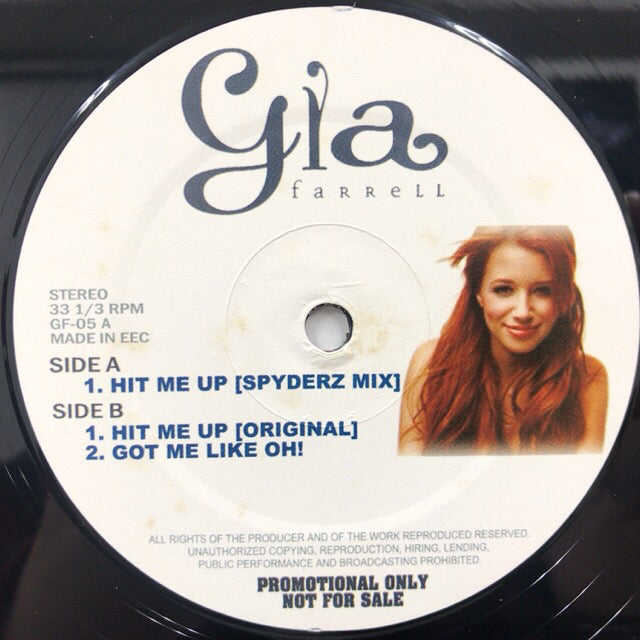 Gia
farrell
STEREO
33 1/3 RPM
GF-05 A
MADE IN EEC
SIDE A
1. HIT ME UP [SPYDERZ MIX]
SIDE B
1. HIT ME UP [ORIGINAL]
2. GOT ME LIKE OH!
ALL RIGHTS OF THE PRODUCER AND OF THE WORK REPRODUCED RESERVED.
UNAUTHORIZED COPYING, REPRODUCTION, HIRING, LENDING,
PUBLIC PERFORMANCE AND BROADCASTING PROHIBITED.
PROMOTIONAL ONLY
NOT FOR SALE